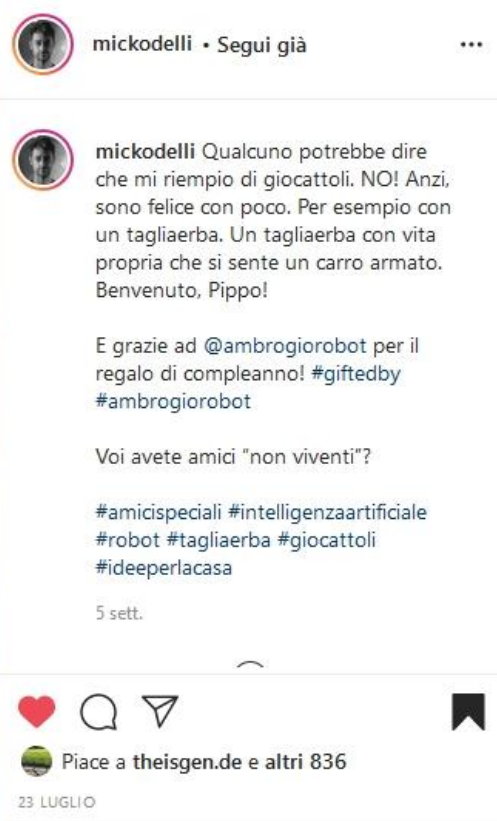 mickodelli • Segui già
mickodelli Qualcuno potrebbe dire
che mi riempio di giocattoli. NO! Anzi,
sono felice con poco. Per esempio con
un tagliaerba. Un tagliaerba con vita
propria che si sente un carro armato.
Benvenuto, Pippo!
E grazie ad @ambrogiorobot per il
regalo di compleanno! #giftedby
#ambrogiorobot
Voi avete amici "non viventi"?
#amicispeciali #intelligenzaartificiale
#robot #tagliaerba #giocattoli
#ideeperlacasa
5 sett.
Piace a theisgen.de e altri 836
23 LUGLIO